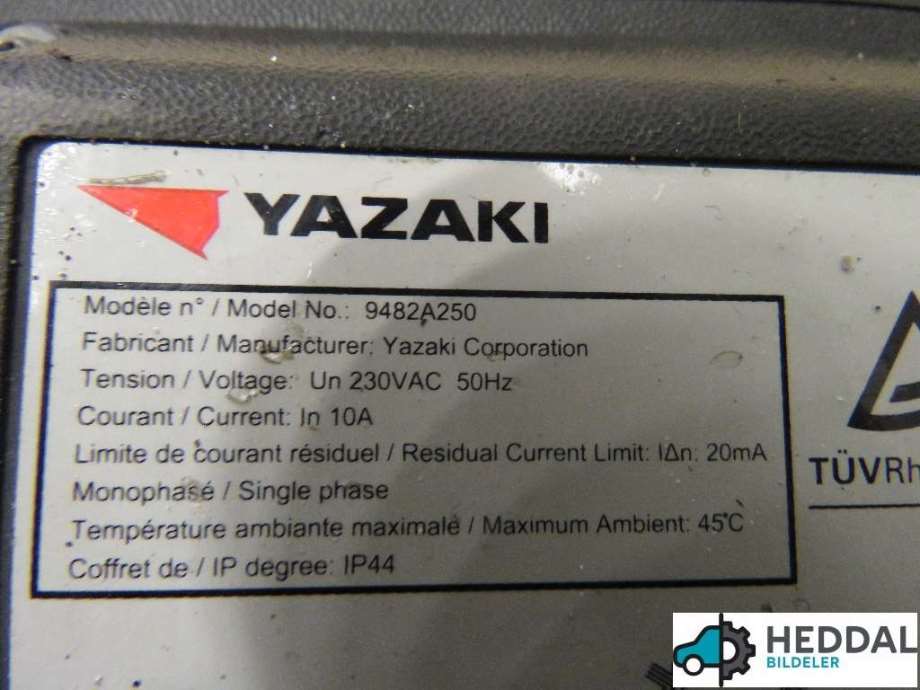 YAZAKI
Modèle n° / Model No.: 9482A250
Fabricant / Manufacturer: Yazaki Corporation
Tension / Voltage: Un 230VAC 50Hz
Courant / Current: In 10A
Limite de courant résiduel / Residual Current Limit: I∆n: 20mA
Monophasé / Single phase
Température ambiante maximale / Maximum Ambient: 45°C
Coffret de / IP degree: IP44
TÜVRh
HEDDAL
BILDELER